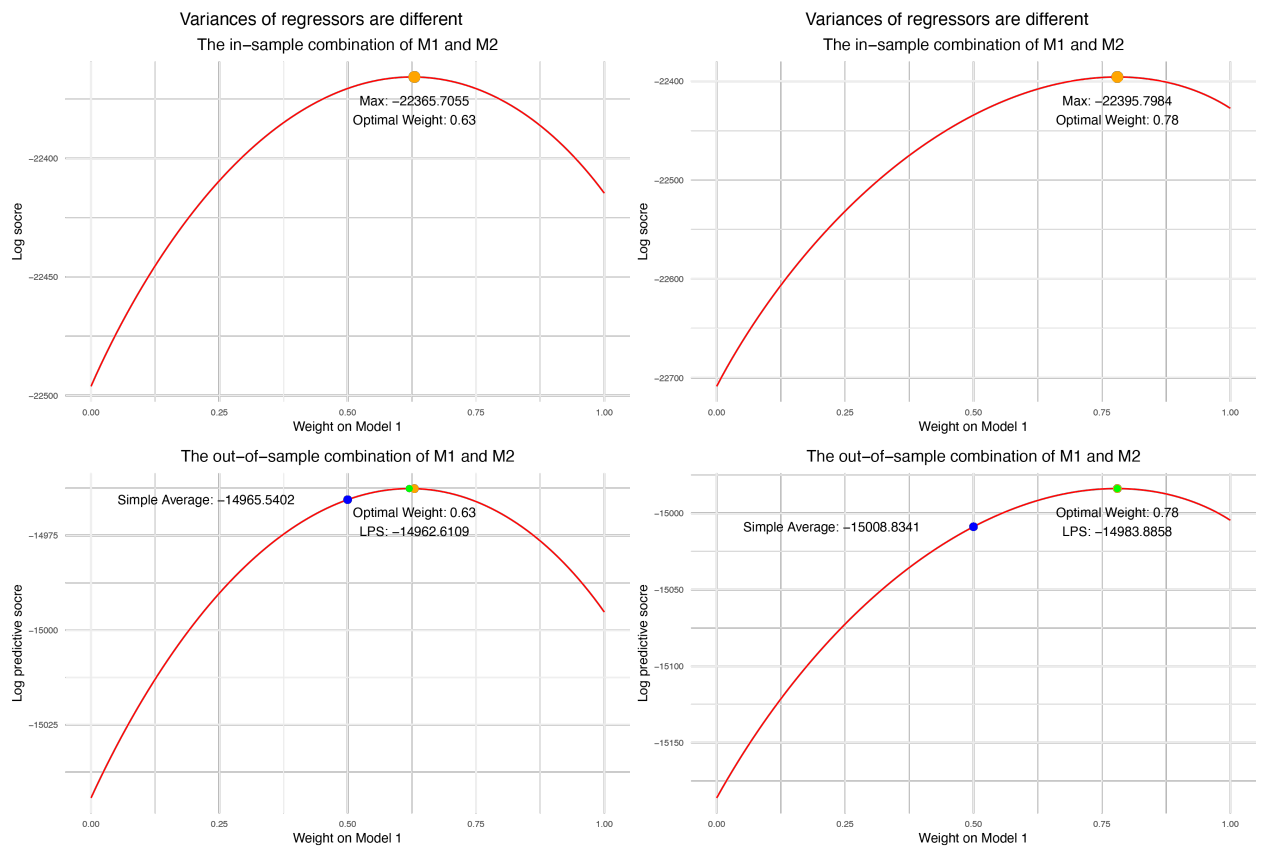 Variances of regressors are different
The in−sample combination of M1 and M2
Max: −22365.7055
Optimal Weight: 0.63
−22400
−22450
−22500
Log socre
0.00 0.25 0.50 0.75 1.00
Weight on Model 1
Variances of regressors are different
The in−sample combination of M1 and M2
Max: −22395.7984
Optimal Weight: 0.78
−22400
−22500
−22600
−22700
Log socre
0.00 0.25 0.50 0.75 1.00
Weight on Model 1
The out−of−sample combination of M1 and M2
Simple Average: −14965.5402
Optimal Weight: 0.63
LPS: −14962.6109
−14975
−15000
−15025
Log predictive socre
0.00 0.25 0.50 0.75 1.00
Weight on Model 1
The out−of−sample combination of M1 and M2
Simple Average: −15008.8341
Optimal Weight: 0.78
LPS: −14983.8858
−15000
−15050
−15100
−15150
Log predictive socre
0.00 0.25 0.50 0.75 1.00
Weight on Model 1